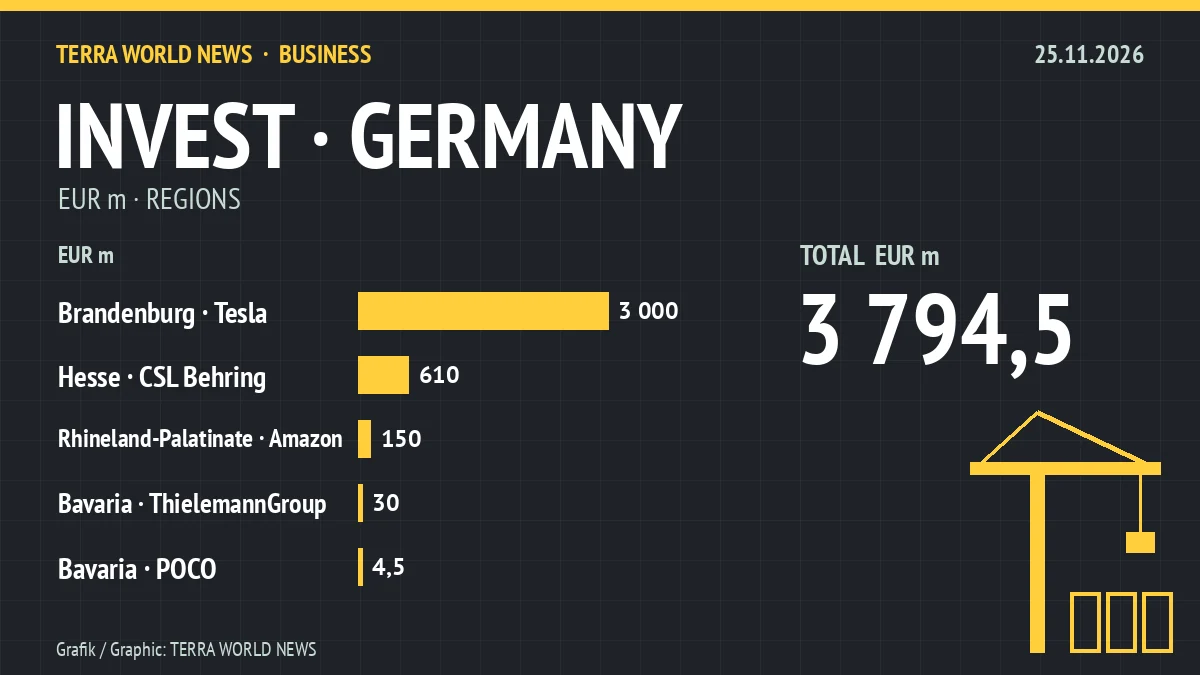 TERRA WORLD NEWS · BUSINESS
25.11.2026
INVEST · GERMANY
EUR m · REGIONS
EUR m
Brandenburg · Tesla 3 000
Hesse · CSL Behring 610
Rhineland-Palatinate · Amazon 150
Bavaria · ThielemannGroup 30
Bavaria · POCO 4,5
TOTAL EUR m
3 794,5
Grafik / Graphic: TERRA WORLD NEWS